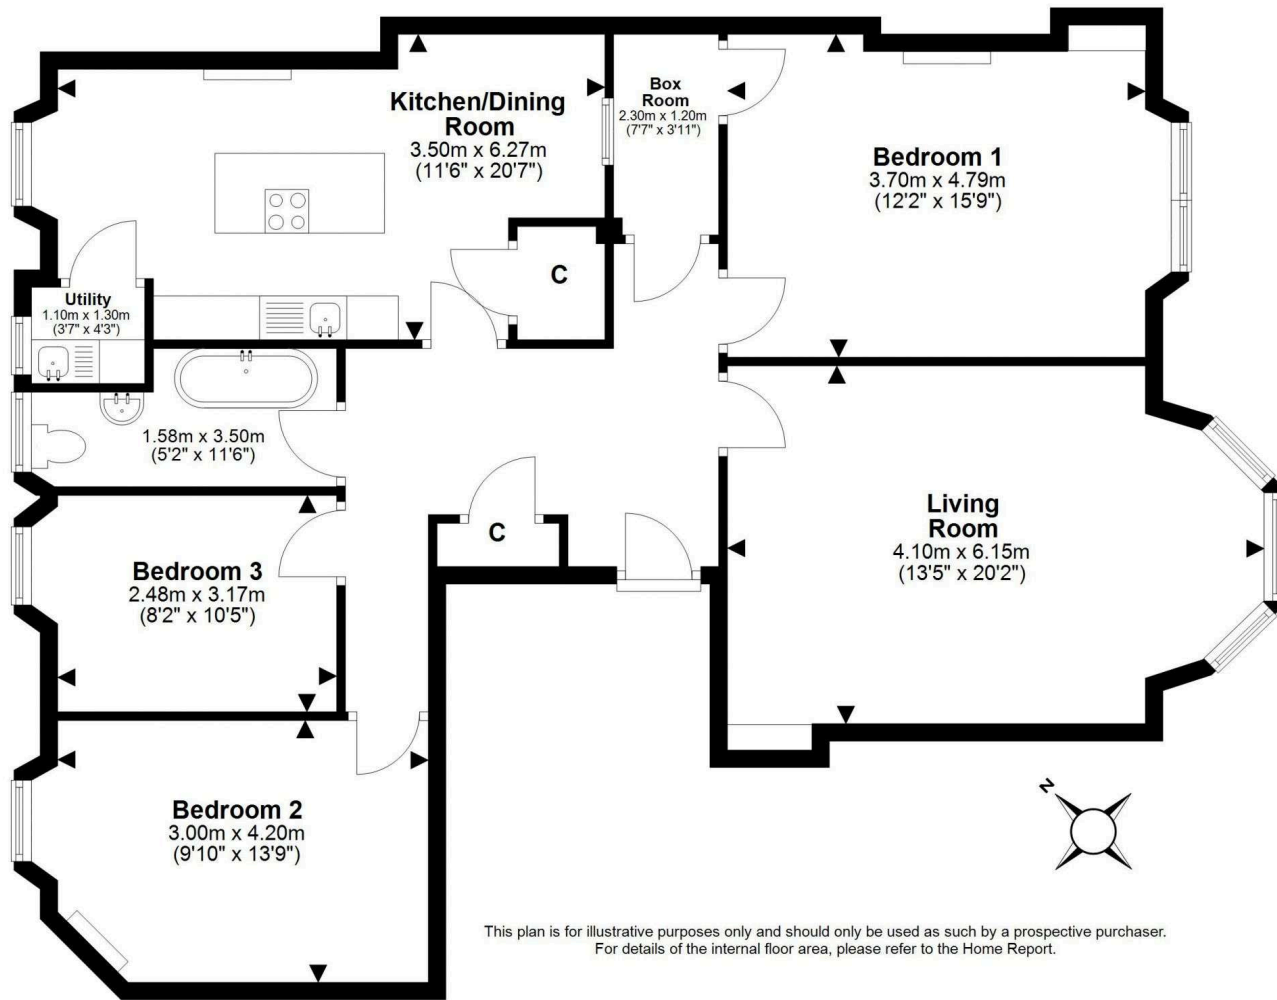 Kitchen/Dining
Room
3.50m x 6.27m
(11'6" x 20'7")
Box
Room
2.30m x 1.20m
(7'7" x 3'11")
Bedroom 1
3.70m x 4.79m
(12'2" x 15'9")
C
Utility
1.10m x 1.30m
(3'7" x 4'3")
1.58m x 3.50m
(5'2" x 11'6")
Living
Room
4.10m x 6.15m
(13'5" x 20'2")
C
Bedroom 3
2.48m x 3.17m
(8'2" x 10'5")
Bedroom 2
3.00m x 4.20m
(9'10" x 13'9")
N
This plan is for illustrative purposes only and should only be used as such by a prospective purchaser.
For details of the internal floor area, please refer to the Home Report.